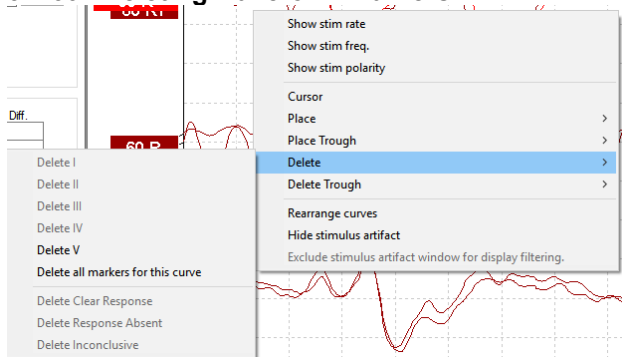 Show stim rate
Show stim freq.
Show stim polarity
Cursor
Place
Place Trough
Delete
Delete Trough
Rearrange curves
Hide stimulus artifact
Exclude stimulus artifact window for display filtering.
Diff.
Delete I
Delete II
Delete III
Delete IV
Delete V
Delete all markers for this curve
Delete Clear Response
Delete Response Absent
Delete Inconclusive